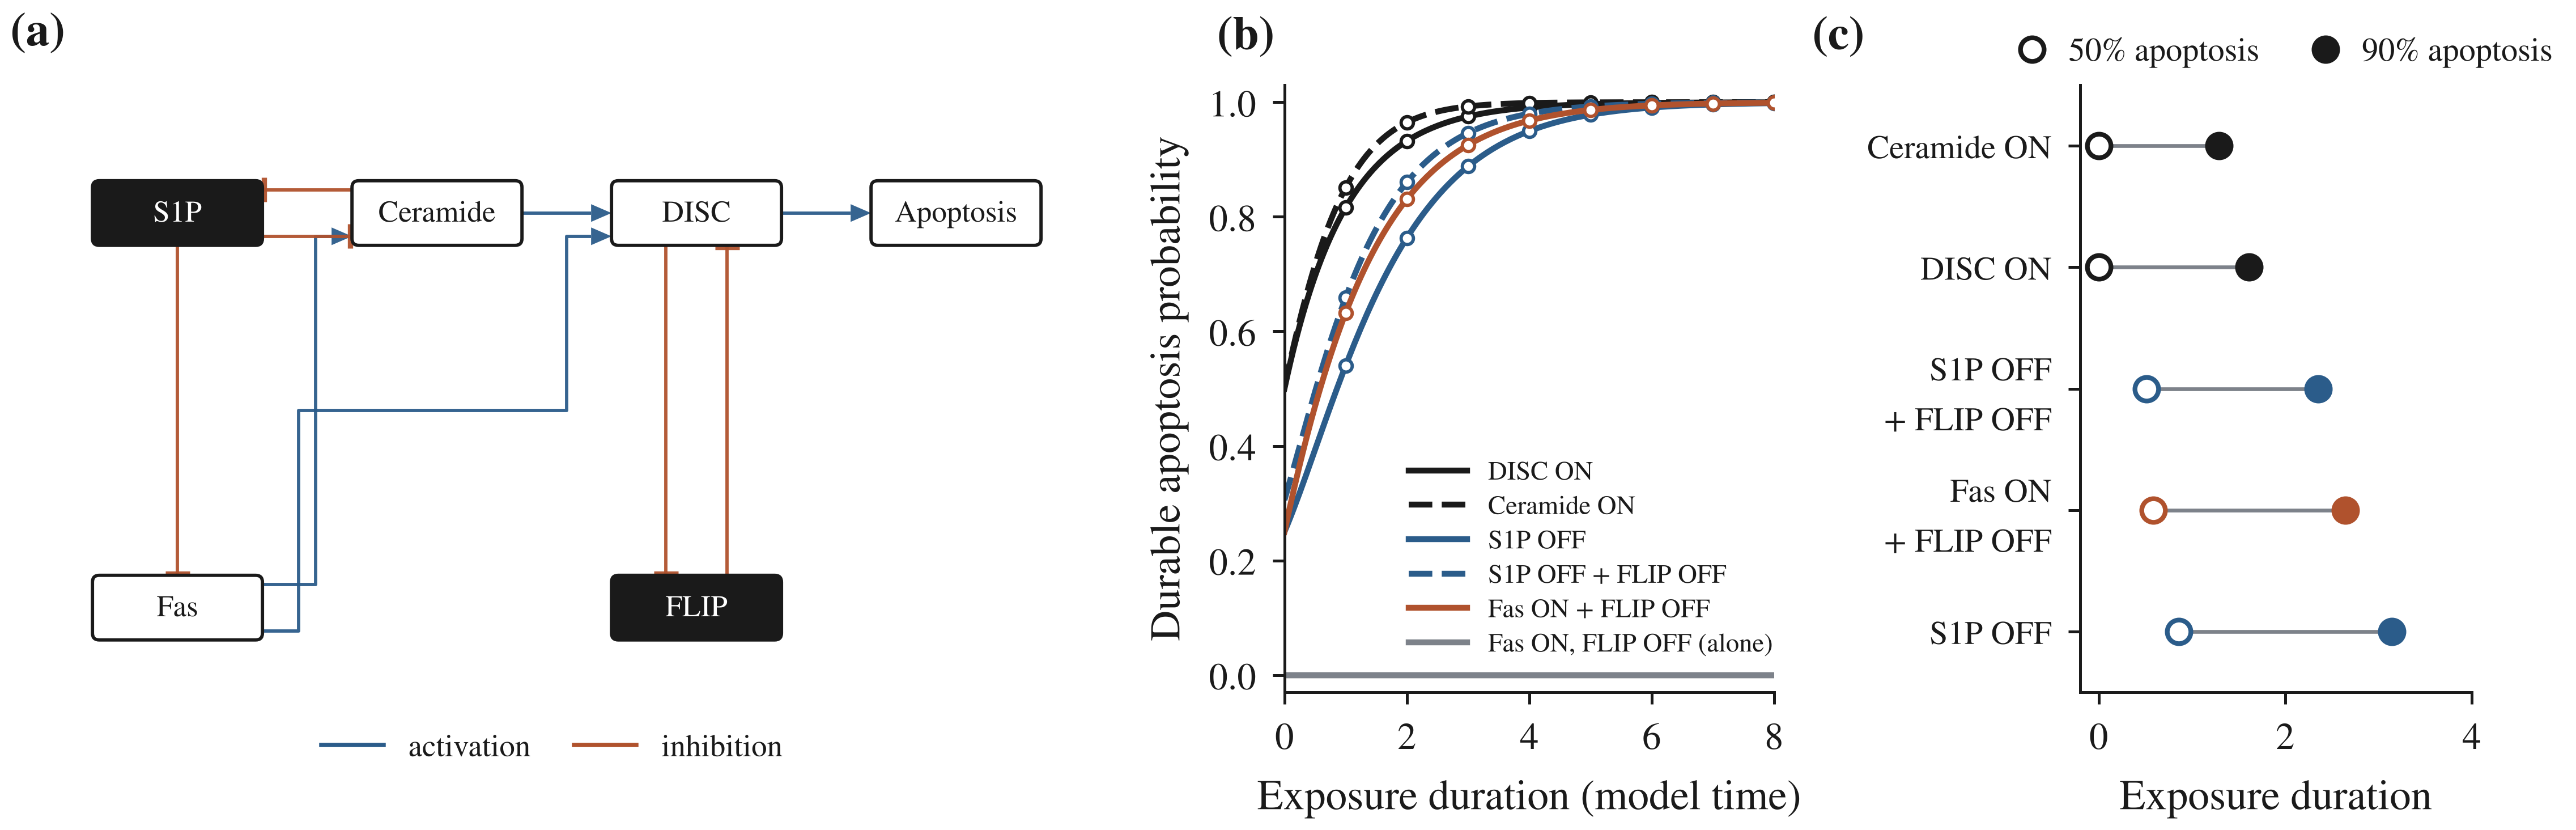 (a)
S1P
Ceramide
DISC
Apoptosis
Fas
FLIP
activation
inhibition
(b)
Durable apoptosis probability
1.0
0.8
0.6
0.4
0.2
0.0
DISC ON
Ceramide ON
S1P OFF
S1P OFF + FLIP OFF
Fas ON + FLIP OFF
Fas ON, FLIP OFF (alone)
0
2
4
6
8
Exposure duration (model time)
(c)
50% apoptosis
90% apoptosis
Ceramide ON
DISC ON
S1P OFF
+ FLIP OFF
Fas ON
+ FLIP OFF
S1P OFF
0
2
4
Exposure duration